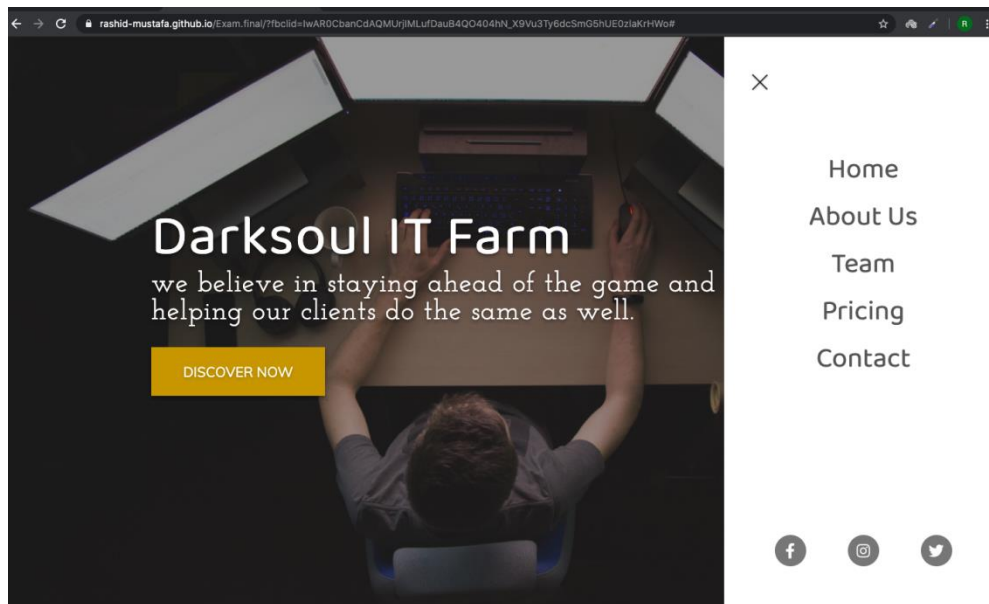 rashid-mustafa.github.io/Exam.final/?fbclid=IwAR0CbanCdAQMUrjlMLufDauB4QO404hN_X9Vu3Ty6dcSmG5hUE0zIaKrHWo#
R
Darksoul IT Farm
we believe in staying ahead of the game and
helping our clients do the same as well.
DISCOVER NOW
Home
About Us
Team
Pricing
Contact